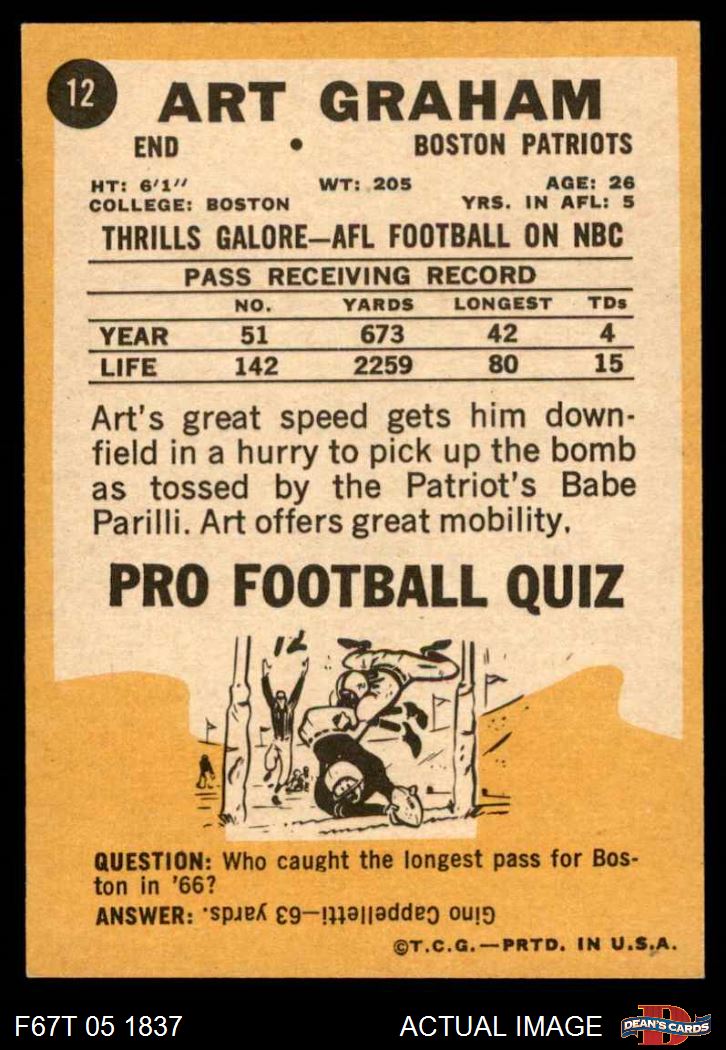 12
ART GRAHAM
END • BOSTON PATRIOTS
HT: 6'1" WT: 205 AGE: 26
COLLEGE: BOSTON YRS. IN AFL: 5
THRILLS GALORE—AFL FOOTBALL ON NBC
PASS RECEIVING RECORD
NO. YARDS LONGEST TDs
YEAR 51 673 42 4
LIFE 142 2259 80 15
Art's great speed gets him down-
field in a hurry to pick up the bomb
as tossed by the Patriot's Babe
Parilli. Art offers great mobility.
PRO FOOTBALL QUIZ
QUESTION: Who caught the longest pass for Bos-
ton in '66?
ANSWER: Gino Cappelletti—63 yards.
©T.C.G.—PRTD. IN U.S.A.
F67T 05 1837 ACTUAL IMAGE
D
DEAN'S CARDS